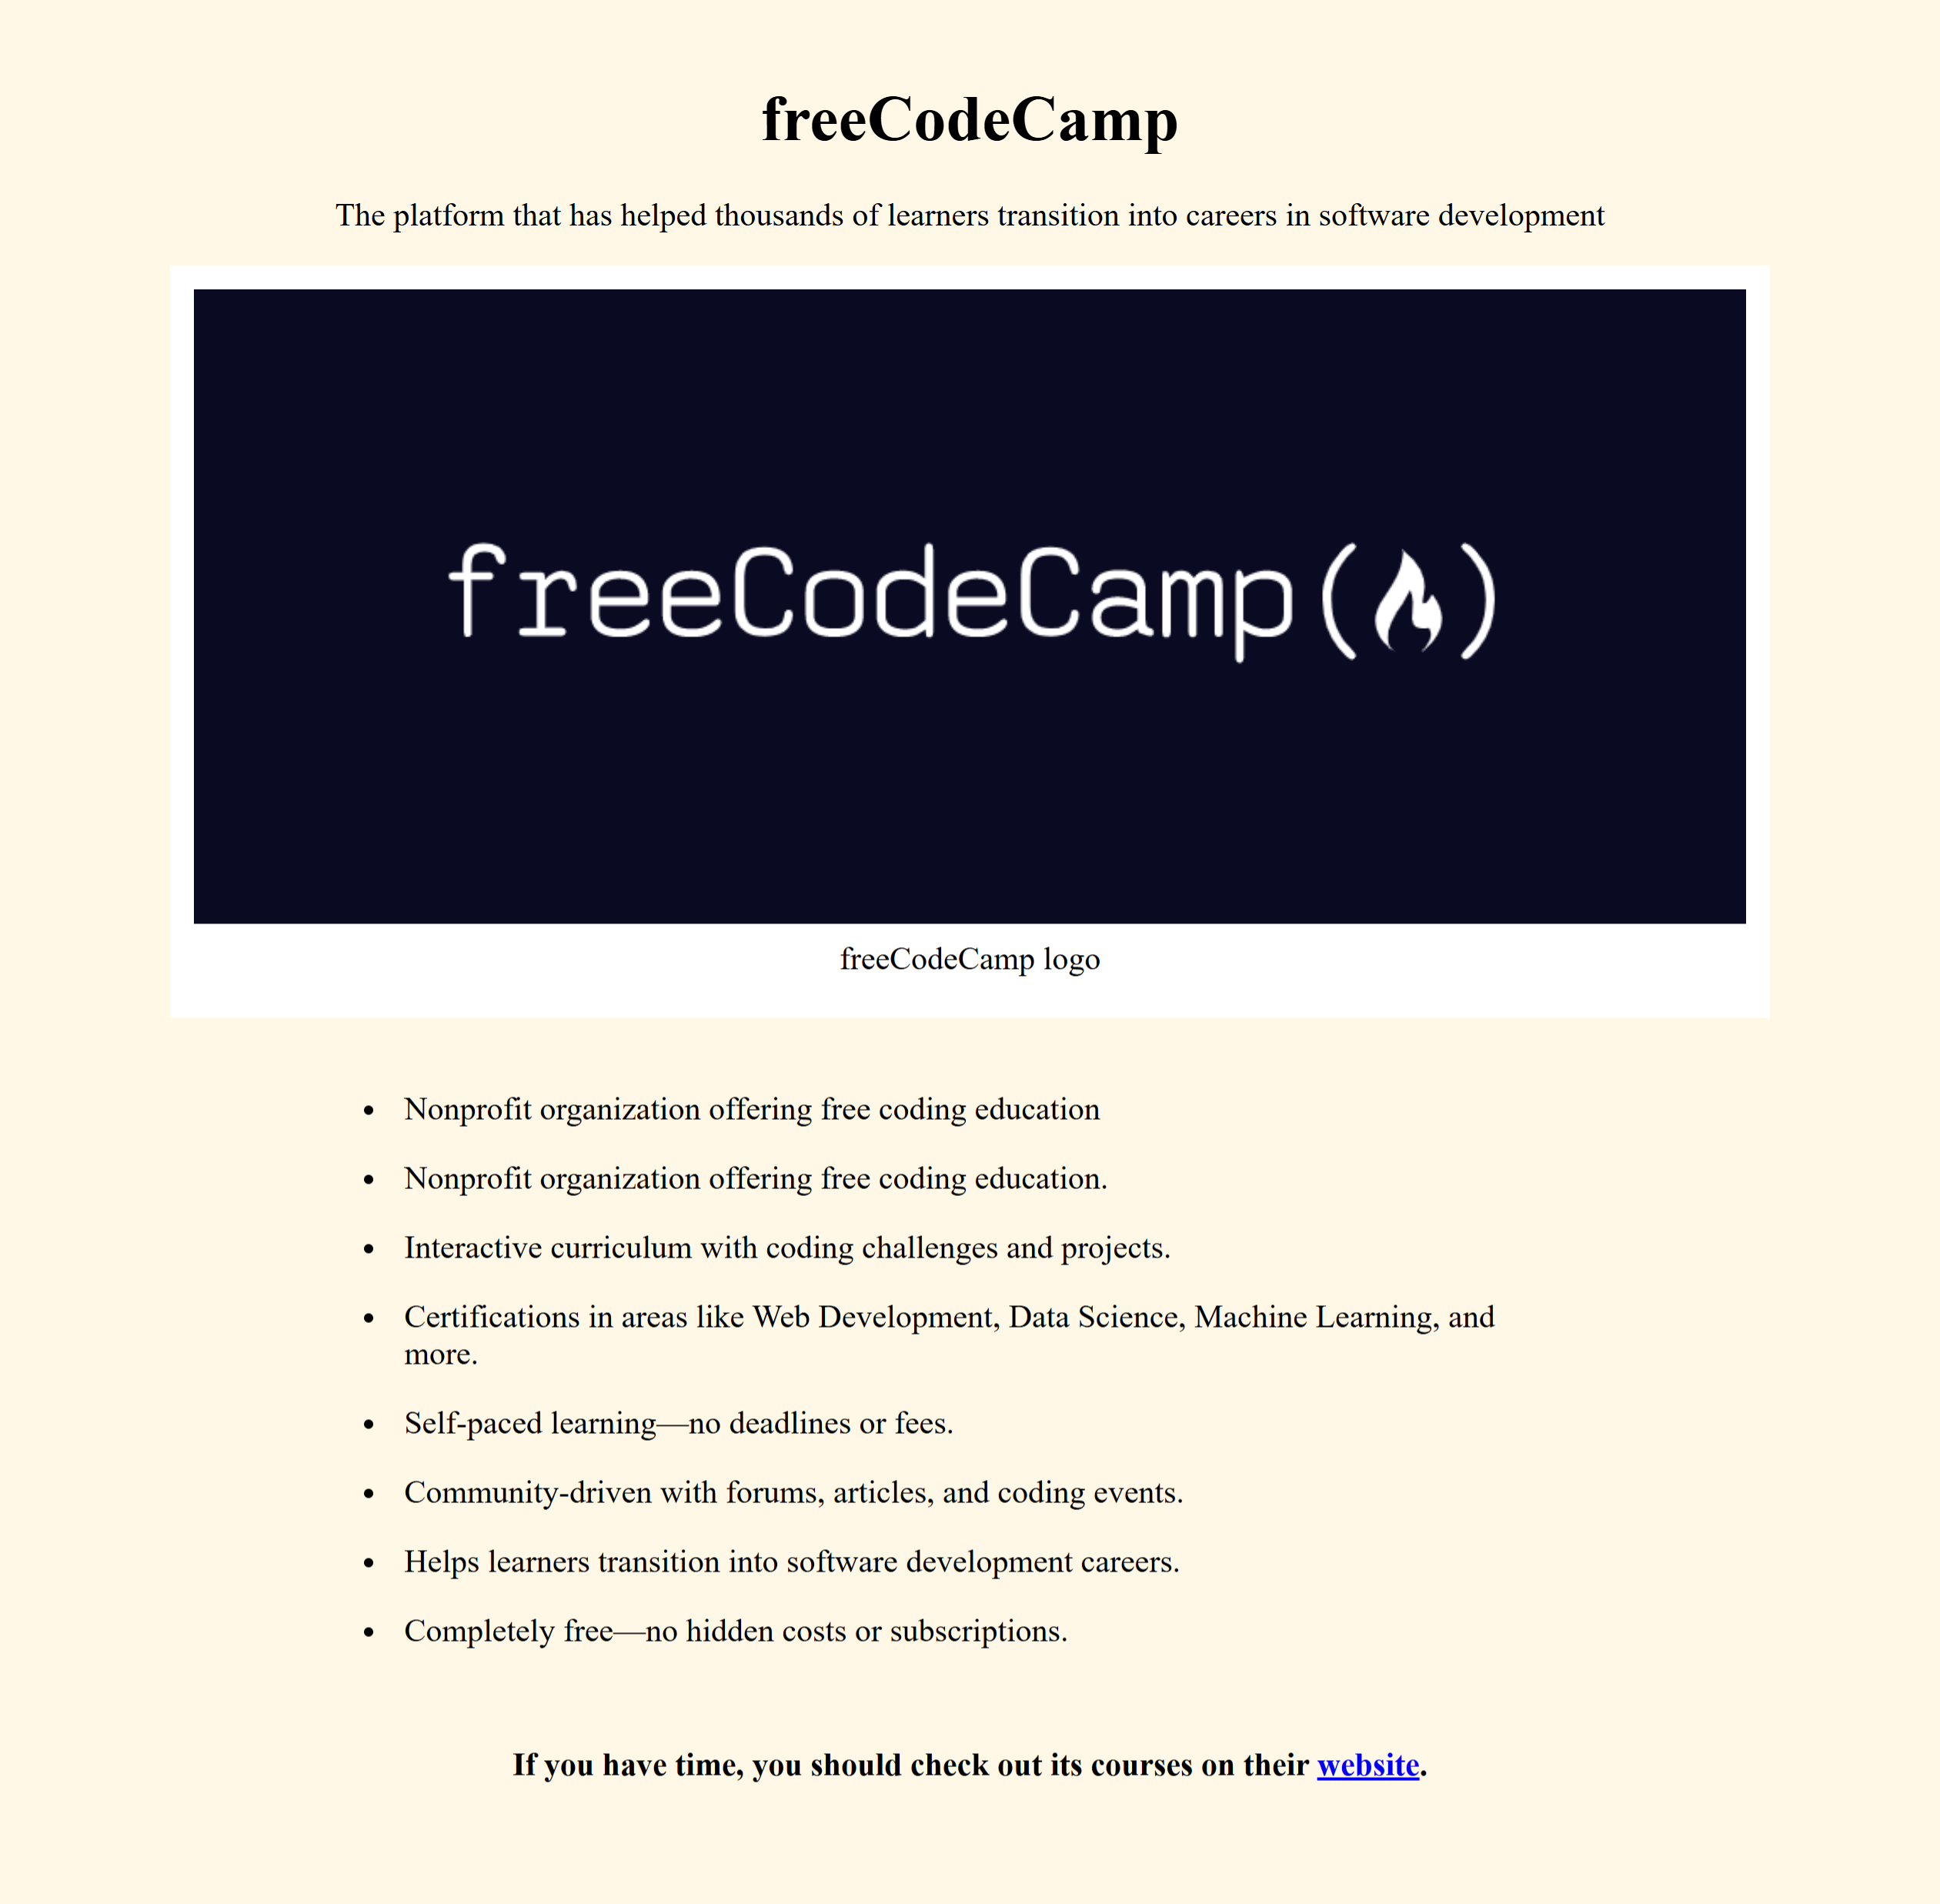 freeCodeCamp
The platform that has helped thousands of learners transition into careers in software development
freeCodeCamp
freeCodeCamp logo
Nonprofit organization offering free coding education
Nonprofit organization offering free coding education.
Interactive curriculum with coding challenges and projects.
Certifications in areas like Web Development, Data Science, Machine Learning, and
more.
Self-paced learning—no deadlines or fees.
Community-driven with forums, articles, and coding events.
Helps learners transition into software development careers.
Completely free—no hidden costs or subscriptions.
If you have time, you should check out its courses on their website.